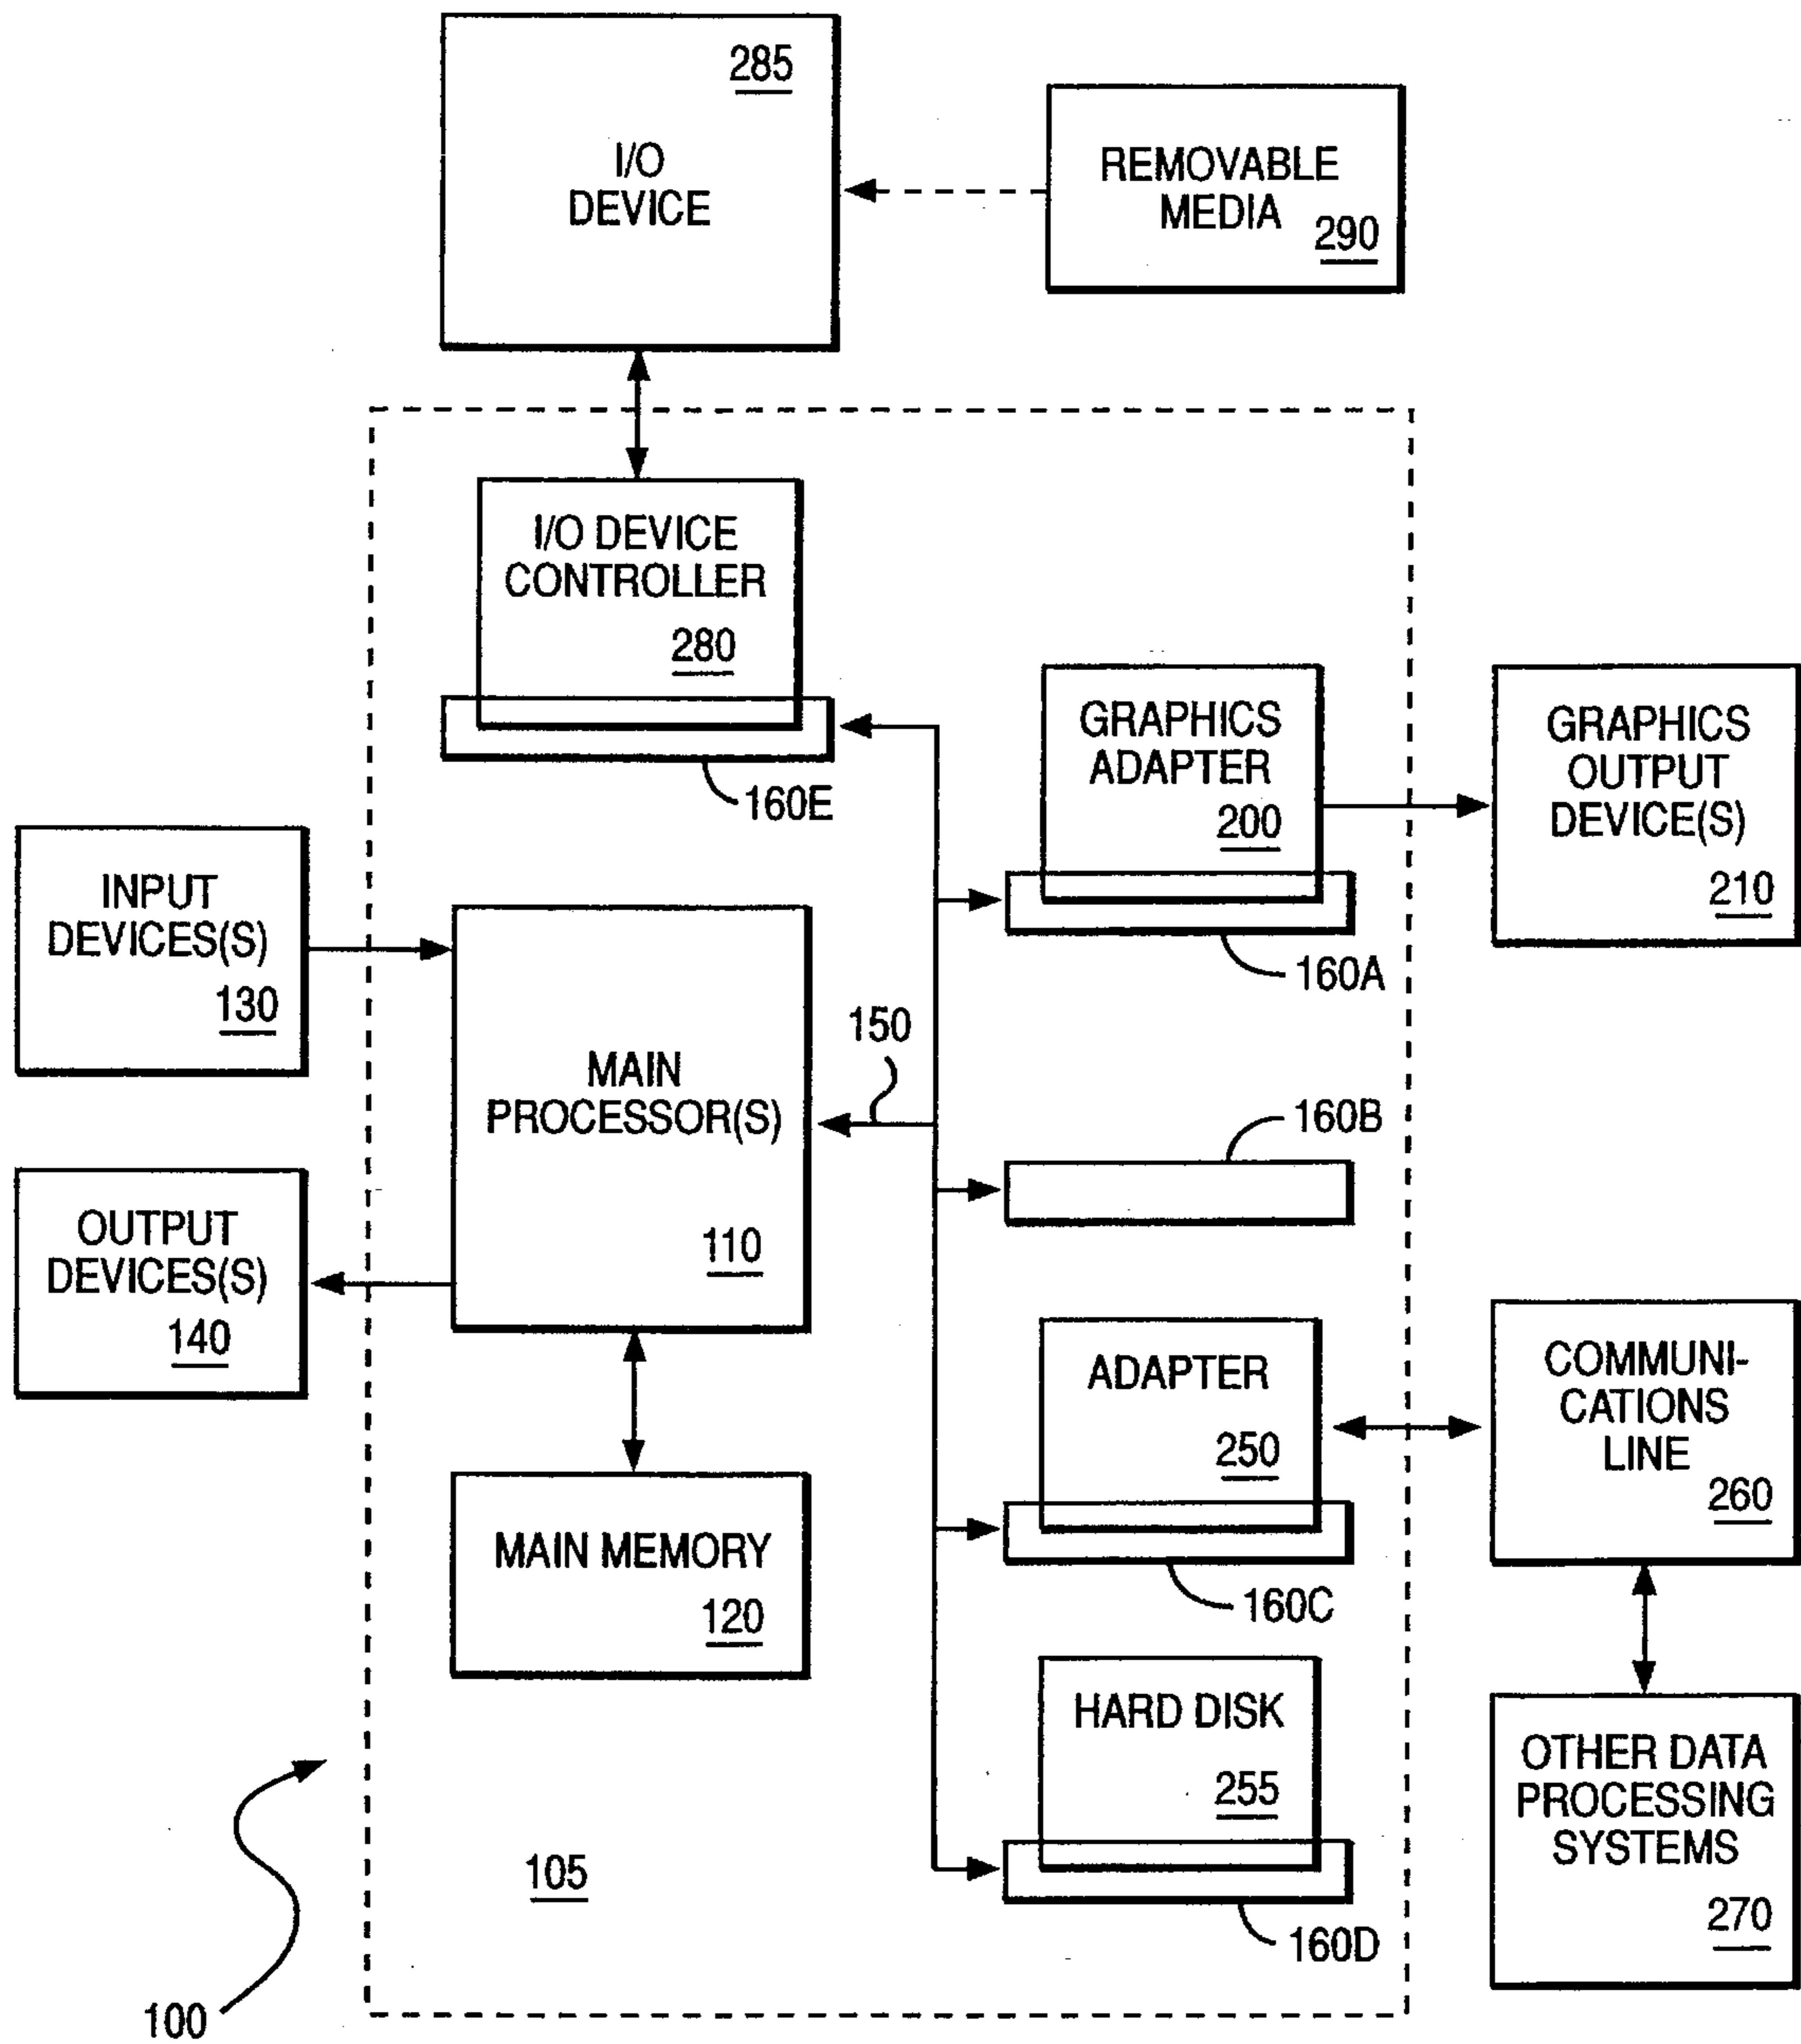 285
I/O
DEVICE
REMOVABLE
MEDIA
290
I/O DEVICE
CONTROLLER
280
160E
GRAPHICS
ADAPTER
200
160A
GRAPHICS
OUTPUT
DEVICE(S)
210
INPUT
DEVICES(S)
130
MAIN
PROCESSOR(S)
110
150
160B
OUTPUT
DEVICES(S)
140
ADAPTER
250
160C
COMMUNI-
CATIONS
LINE
260
MAIN MEMORY
120
HARD DISK
255
160D
OTHER DATA
PROCESSING
SYSTEMS
270
105
100